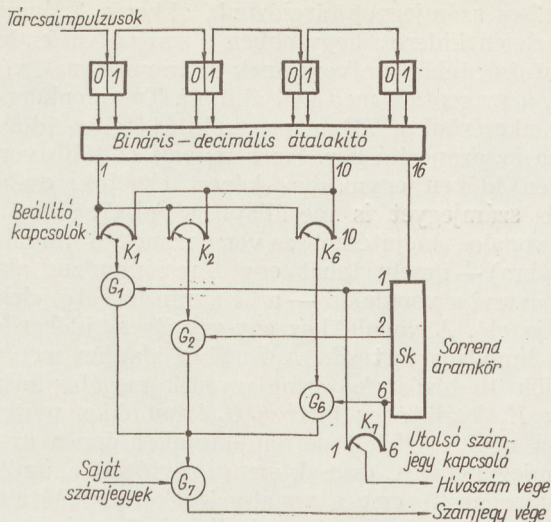 Tárcsaimpulzusok
0 1 0 1 0 1 0 1
Bináris – decimális átalakító
1 10 16
Beállító
kapcsolók
K1 K2 K6 10
G1 1
G2 2
Sk
Sorrend
áramkör
G6 6
K7
1 6
Utolsó szám-
jegy kapcsoló
Hívószám vége
Saját
számjegyek
G7
Számjegy vége